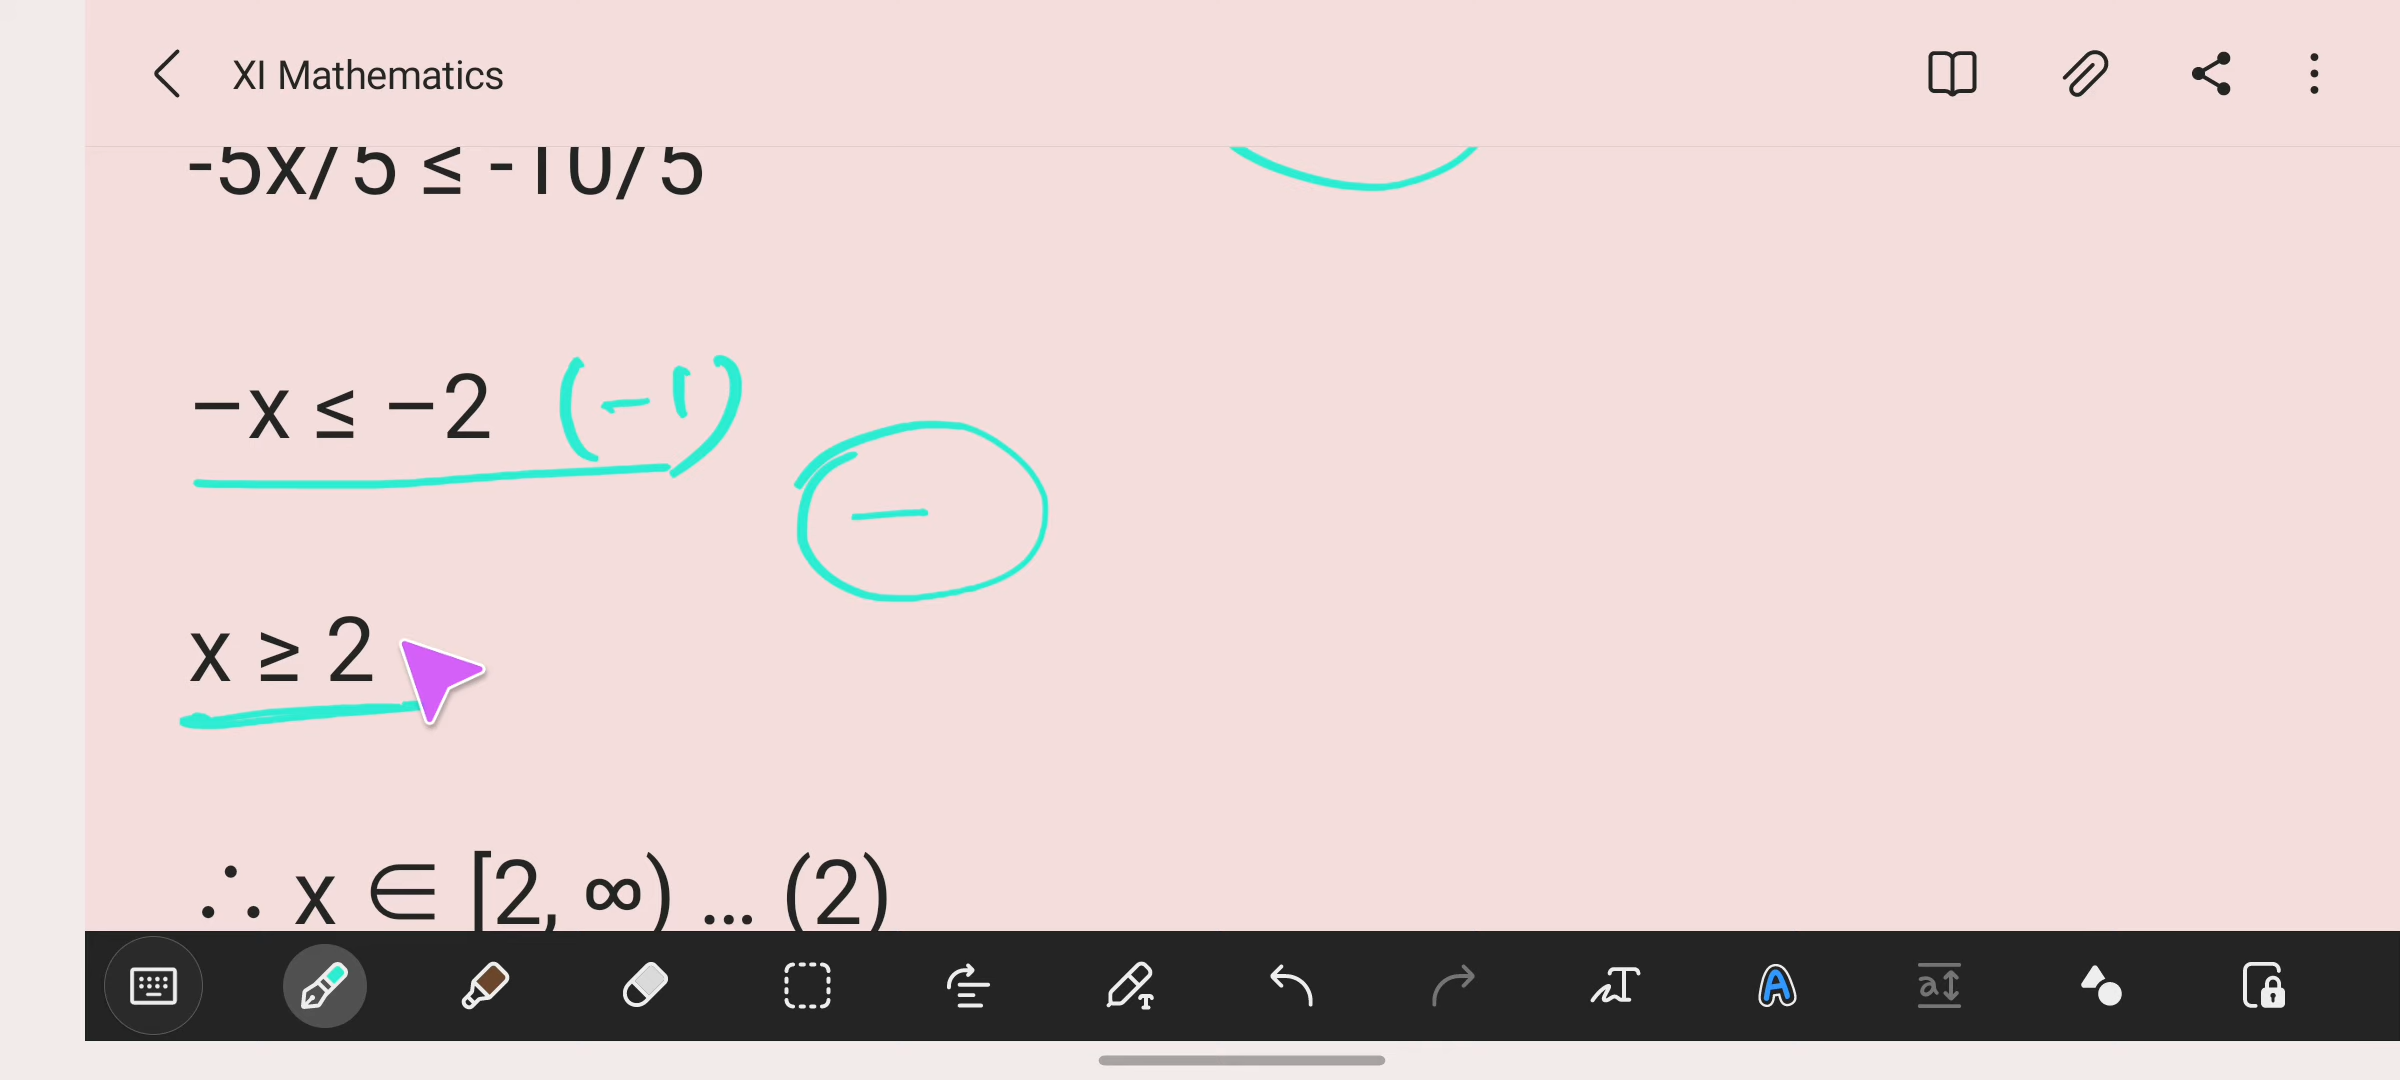 XI Mathematics
-5x/5 ≤ -10/5
−x ≤ −2 (-1)
−
x ≥ 2
∴ x ∈ [2, ∞) ... (2)